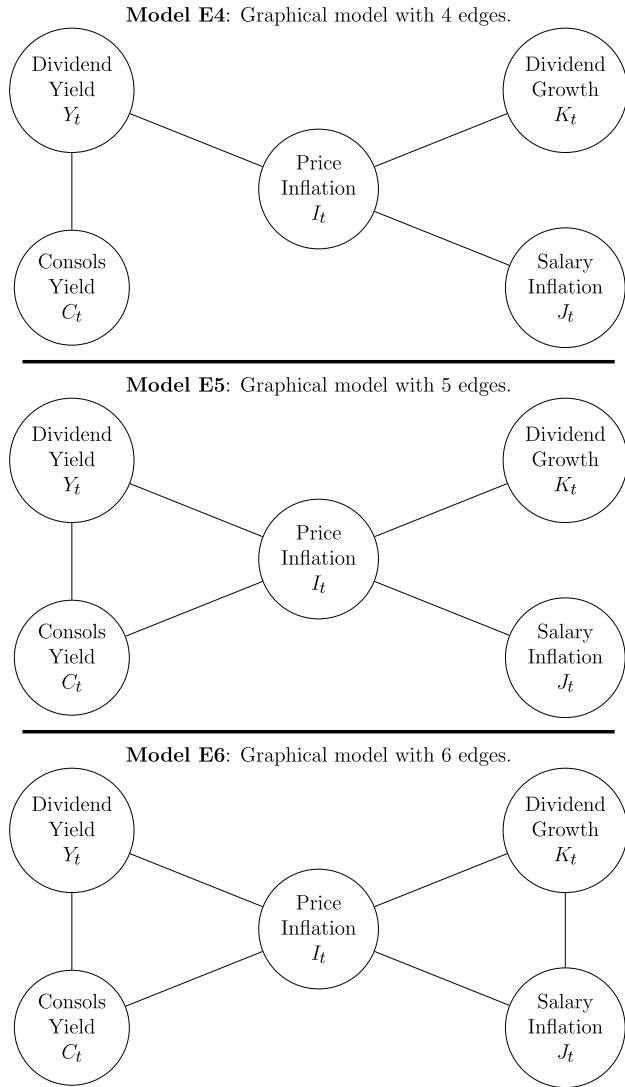 Model E4: Graphical model with 4 edges.
Dividend
Yield
Y_t
Dividend
Growth
K_t
Price
Inflation
I_t
Consols
Yield
C_t
Salary
Inflation
J_t
Model E5: Graphical model with 5 edges.
Dividend
Yield
Y_t
Dividend
Growth
K_t
Price
Inflation
I_t
Consols
Yield
C_t
Salary
Inflation
J_t
Model E6: Graphical model with 6 edges.
Dividend
Yield
Y_t
Dividend
Growth
K_t
Price
Inflation
I_t
Consols
Yield
C_t
Salary
Inflation
J_t